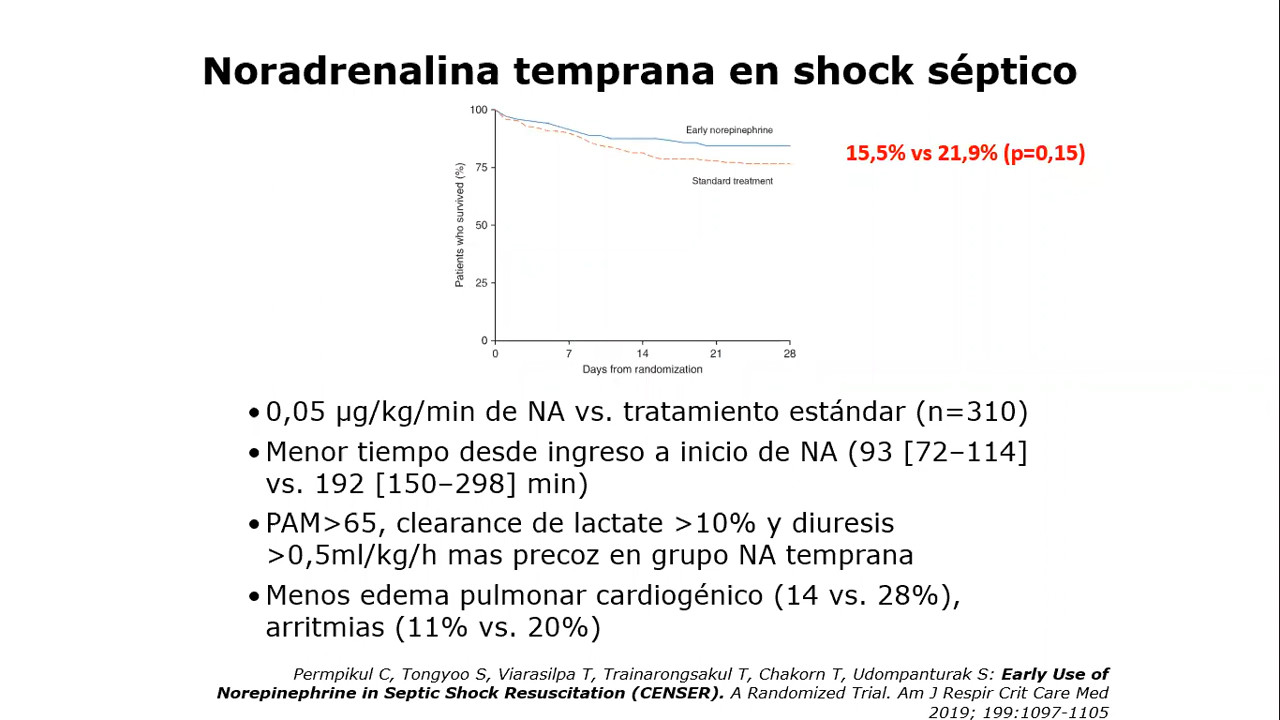 Noradrenalina temprana en shock séptico
100
75
50
25
0
Patients who survived (%)
Early norepinephrine
Standard treatment
0
7
14
21
28
Days from randomization
15,5% vs 21,9% (p=0,15)
• 0,05 µg/kg/min de NA vs. tratamiento estándar (n=310)
• Menor tiempo desde ingreso a inicio de NA (93 [72–114]
vs. 192 [150–298] min)
• PAM>65, clearance de lactate >10% y diuresis
>0,5ml/kg/h mas precoz en grupo NA temprana
• Menos edema pulmonar cardiogénico (14 vs. 28%),
arritmias (11% vs. 20%)
Permpikul C, Tongyoo S, Viarasilpa T, Trainarongsakul T, Chakorn T, Udompanturak S: Early Use of
Norepinephrine in Septic Shock Resuscitation (CENSER). A Randomized Trial. Am J Respir Crit Care Med
2019; 199:1097-1105